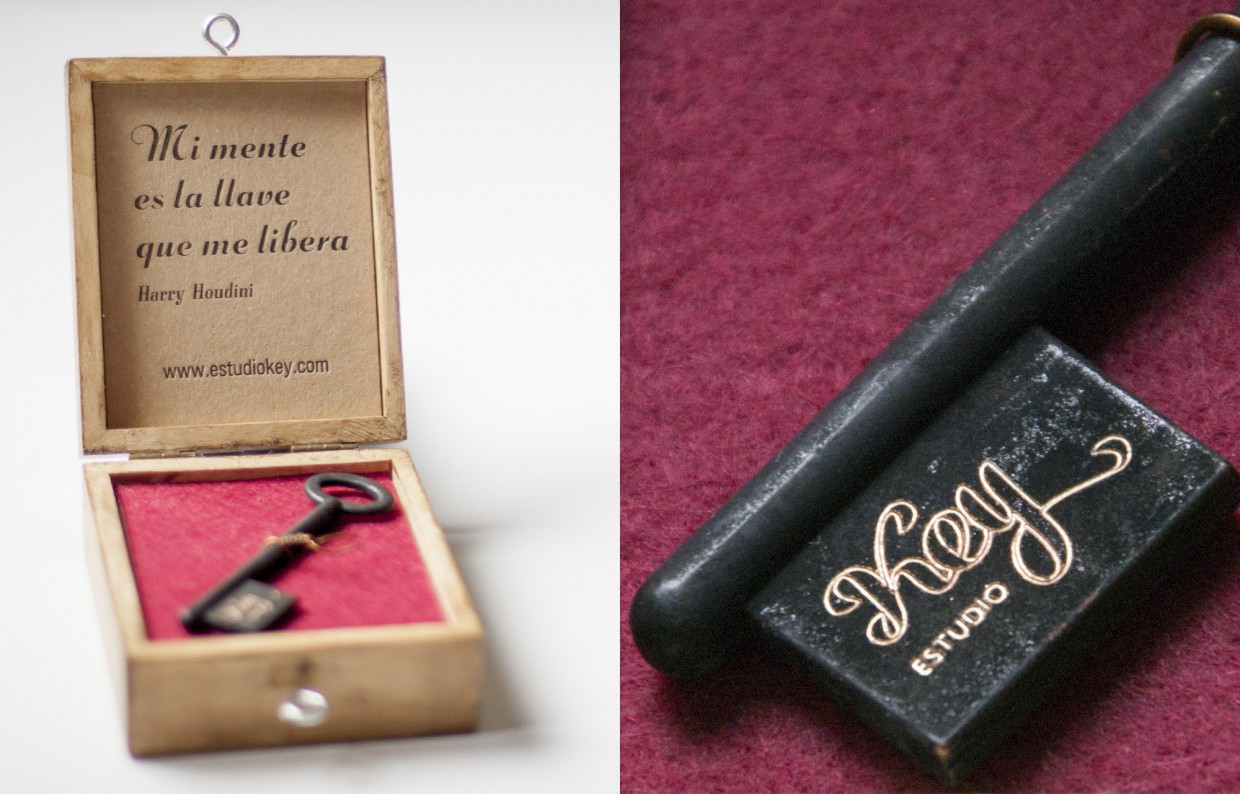 Mi mente
es la llave
que me libera
Harry Houdini
www.estudiokey.com
Key
ESTUDIO